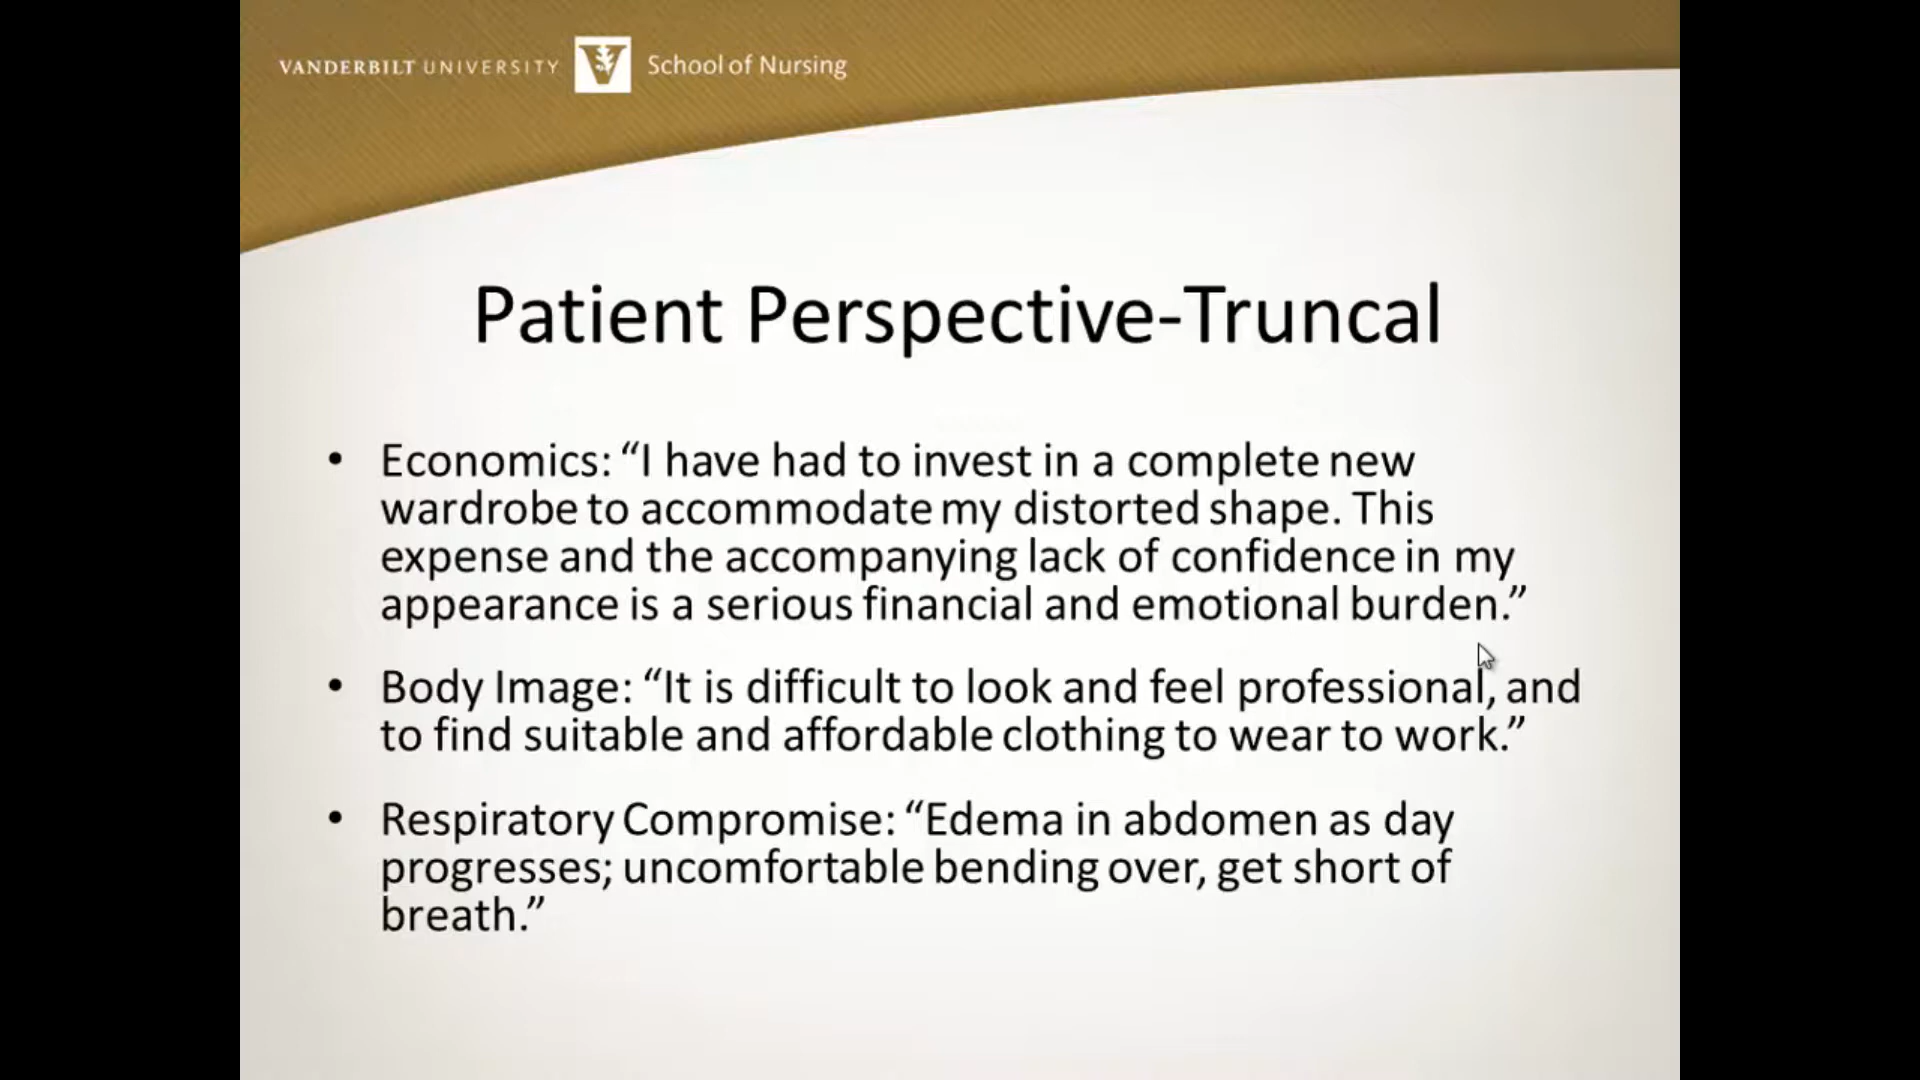 VANDERBILT UNIVERSITY V School of Nursing
Patient Perspective-Truncal
• Economics: “I have had to invest in a complete new
wardrobe to accommodate my distorted shape. This
expense and the accompanying lack of confidence in my
appearance is a serious financial and emotional burden.”
• Body Image: “It is difficult to look and feel professional, and
to find suitable and affordable clothing to wear to work.”
• Respiratory Compromise: “Edema in abdomen as day
progresses; uncomfortable bending over, get short of
breath.”